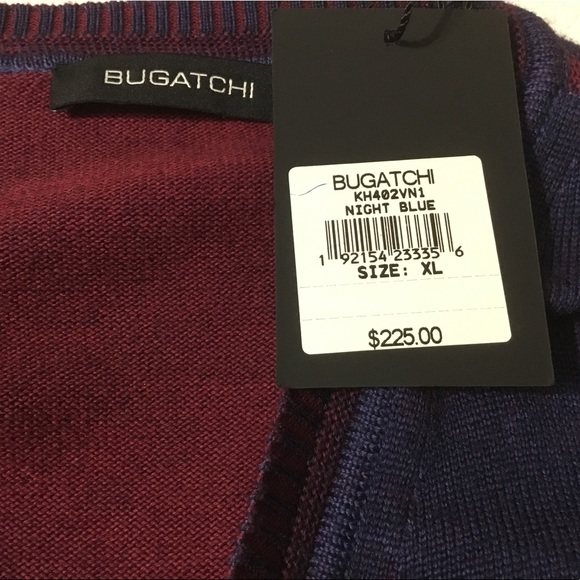 BUGATCHI
BUGATCHI
KH402VN1
NIGHT BLUE
1 92154 23335 6
SIZE: XL
$225.00